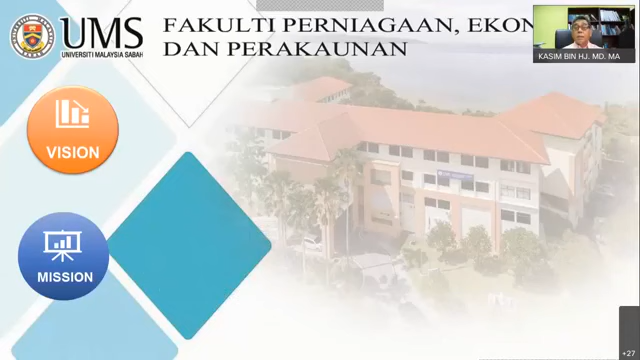 UMS
UNIVERSITI MALAYSIA SABAH
FAKULTI PERNIAGAAN, EKON
DAN PERAKAUNAN
KASIM BIN HJ. MD. MA
VISION
MISSION
+27